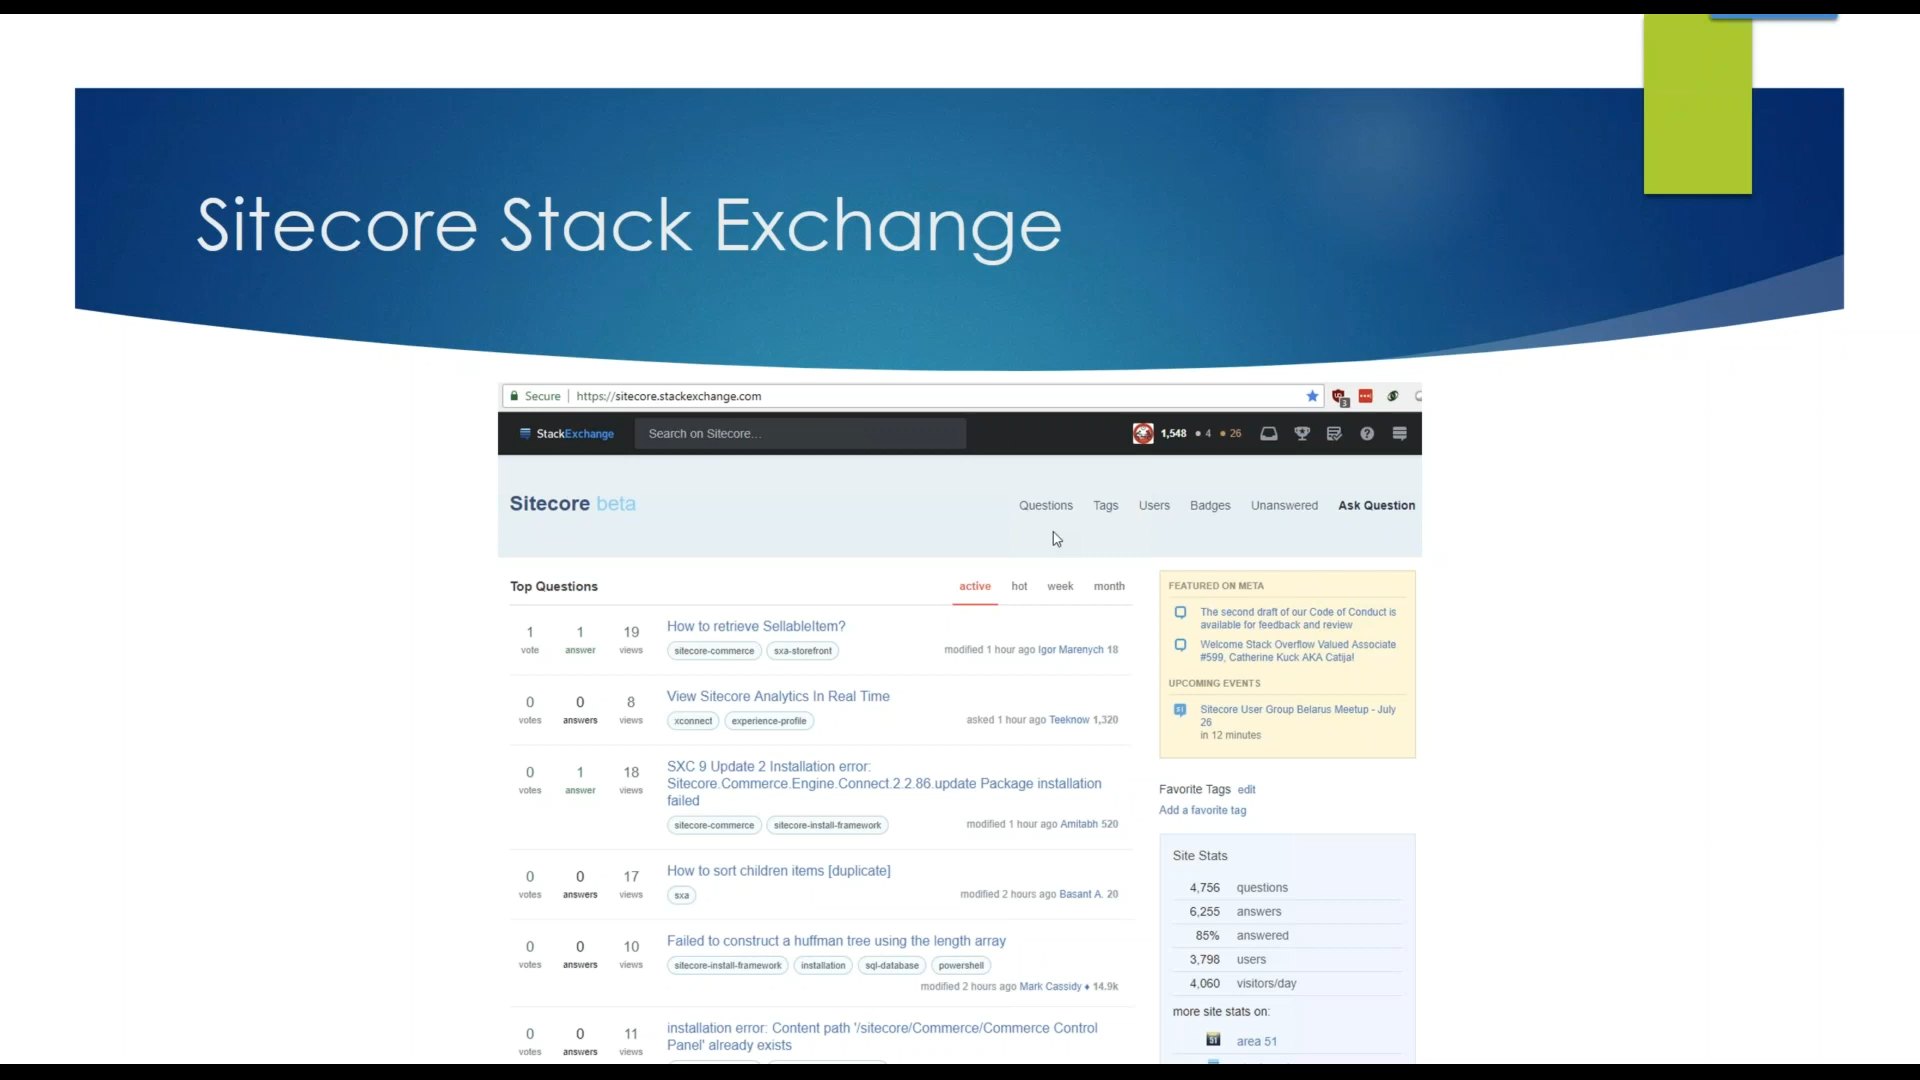 Sitecore Stack Exchange
Secure | https://sitecore.stackexchange.com
3
StackExchange
Search on Sitecore...
1,548 ● 4 ● 26
Sitecore beta
Questions Tags Users Badges Unanswered Ask Question
Top Questions
active hot week month
1 vote 1 answer 19 views
How to retrieve SellableItem?
sitecore-commerce sxa-storefront
modified 1 hour ago Igor Marenych 18
0 votes 0 answers 8 views
View Sitecore Analytics In Real Time
xconnect experience-profile
asked 1 hour ago Teeknow 1,320
0 votes 1 answer 18 views
SXC 9 Update 2 Installation error:
Sitecore.Commerce.Engine.Connect.2.2.86.update Package installation
failed
sitecore-commerce sitecore-install-framework
modified 1 hour ago Amitabh 520
0 votes 0 answers 17 views
How to sort children items [duplicate]
sxa
modified 2 hours ago Basant A. 20
0 votes 0 answers 10 views
Failed to construct a huffman tree using the length array
sitecore-install-framework installation sql-database powershell
modified 2 hours ago Mark Cassidy ♦ 14.9k
0 votes 0 answers 11 views
installation error: Content path '/sitecore/Commerce/Commerce Control
Panel' already exists
FEATURED ON META
The second draft of our Code of Conduct is
available for feedback and review
Welcome Stack Overflow Valued Associate
#599, Catherine Kuck AKA Catija!
UPCOMING EVENTS
Sitecore User Group Belarus Meetup - July
26
in 12 minutes
Favorite Tags edit
Add a favorite tag
Site Stats
4,756 questions
6,255 answers
85% answered
3,798 users
4,060 visitors/day
more site stats on:
area 51